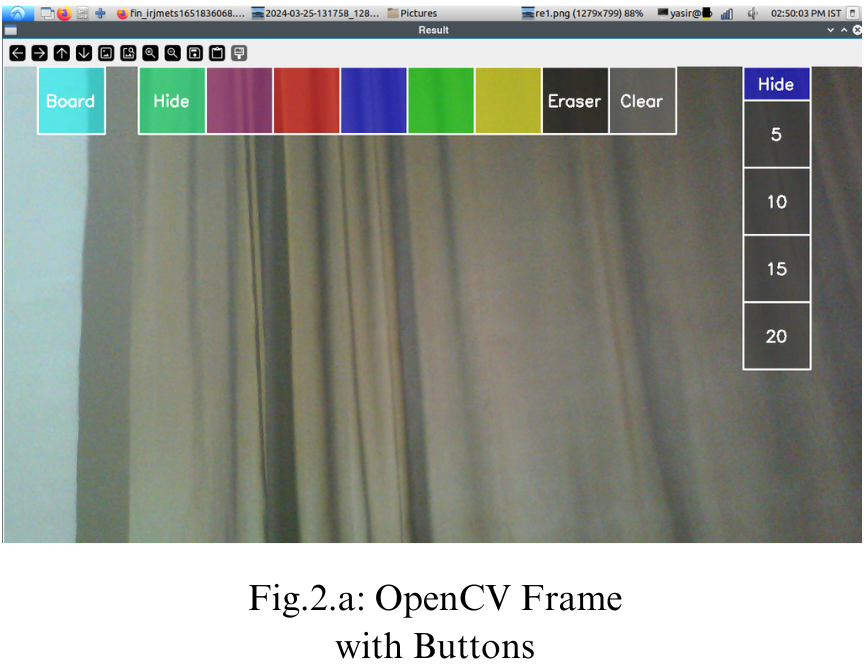 fin_irjmets1651836068.... 2024-03-25-131758_128... Pictures re1.png (1279x799) 88% yasir@ 02:50:03 PM IST
Result
Board Hide Eraser Clear Hide
5
10
15
20
Fig.2.a: OpenCV Frame
with Buttons